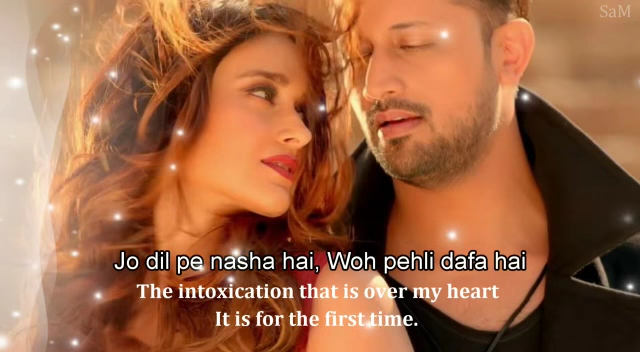 SaM
Jo dil pe nasha hai, Woh pehli dafa hai
The intoxication that is over my heart
It is for the first time.